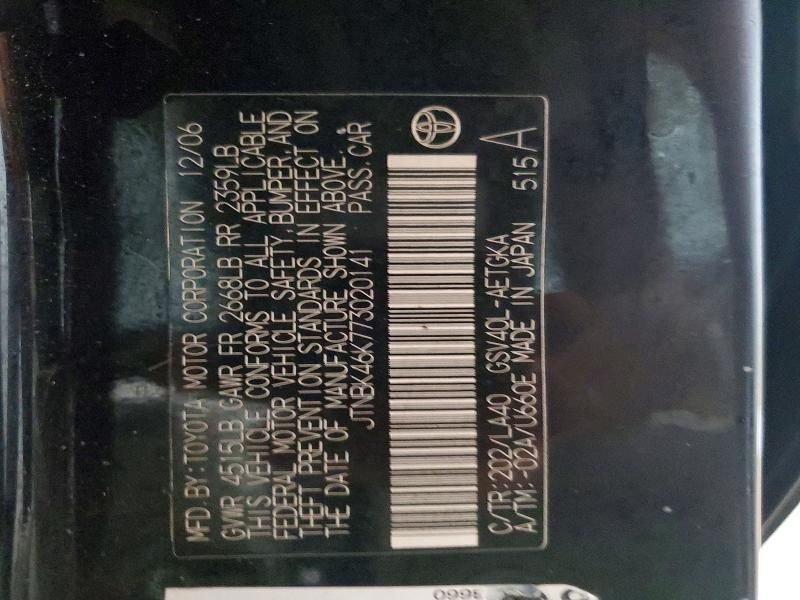 MFD. BY: TOYOTA MOTOR CORPORATION 12/06
GVWR 4515LB GAWR FR 2668LB RR 2359LB
THIS VEHICLE CONFORMS TO ALL APPLICABLE
FEDERAL MOTOR VEHICLE SAFETY, BUMPER, AND
THEFT PREVENTION STANDARDS IN EFFECT ON
THE DATE OF MANUFACTURE SHOWN ABOVE.
JTNBK46K773020141 PASS. CAR
C/TR:202/LA40 GSV40L-AETGKA
A/TM:-02A/U660E MADE IN JAPAN 515A